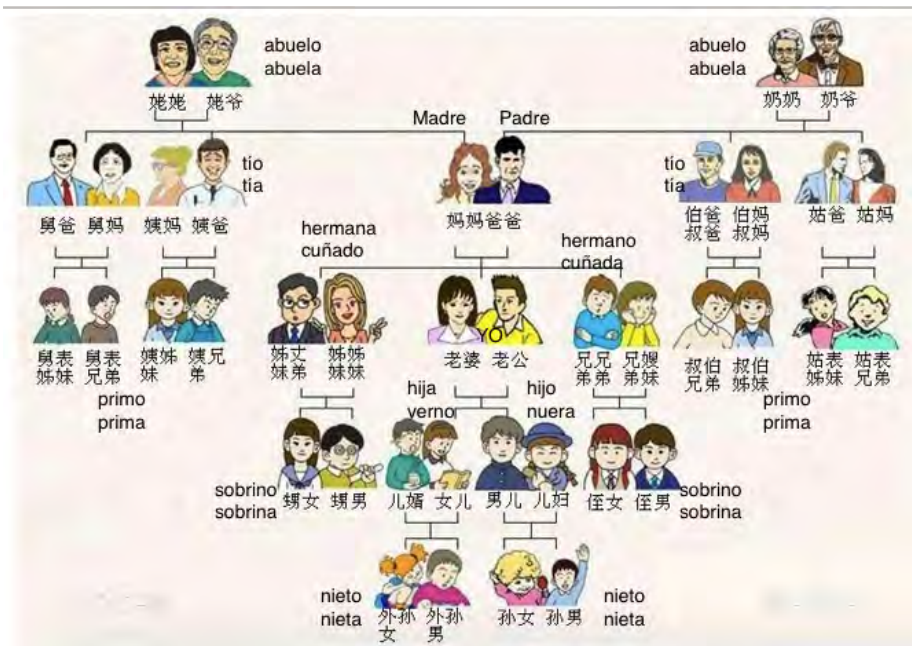 abuelo
abuela
abuelo
abuela
姥姥 姥爷
奶奶 奶爷
Madre Padre
tío
tía
tío
tía
舅爸 舅妈 姨妈 姨爸
妈妈爸爸
伯爸 伯妈
叔爸 叔妈
姑爸 姑妈
hermana
cuñado
hermano
cuñada
YO
舅表
姊妹
舅表
兄弟
姨姊
妹
姨兄
弟
姊丈
妹弟
姊姊
妹妹
老婆 老公
兄兄
弟弟
兄嫂
弟妹
叔伯
兄弟
叔伯
姊妹
姑表
姊妹
姑表
兄弟
primo
prima
hija
verno
hijo
nuera
primo
prima
sobrino
sobrina
甥女 甥男 儿婿 女儿 男儿 儿妇 侄女 侄男
sobrino
sobrina
nieto
nieta
外孙
女
外孙
男
孙女 孙男
nieto
nieta